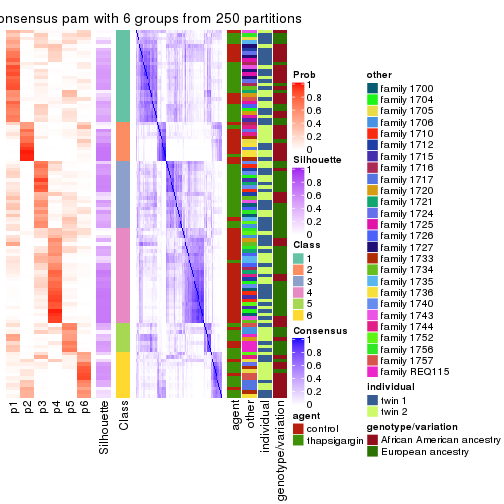 onsensus pam with 6 groups from 250 partitions
p1
p2
p3
p4
p5
p6
Silhouette
Class
agent
other
individual
genotype/variation
Prob
1
0.8
0.6
0.4
0.2
0
Silhouette
1
0.8
0.6
0.4
0.2
0
Class
1
2
3
4
5
6
Consensus
1
0.8
0.6
0.4
0.2
0
agent
control
thapsigargin
other
family 1700
family 1704
family 1705
family 1706
family 1710
family 1712
family 1715
family 1716
family 1717
family 1720
family 1721
family 1724
family 1725
family 1726
family 1727
family 1733
family 1734
family 1735
family 1736
family 1740
family 1743
family 1744
family 1752
family 1756
family 1757
family REQ115
individual
twin 1
twin 2
genotype/variation
African American ancestry
European ancestry